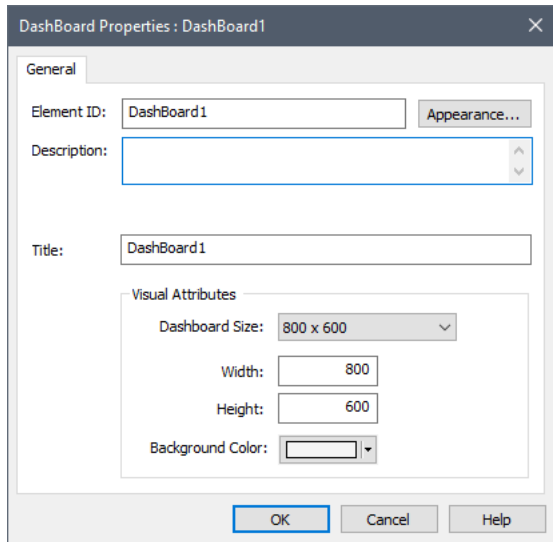 DashBoard Properties : DashBoard1
General
Element ID: DashBoard1 Appearance...
Description:
Title: DashBoard1
Visual Attributes
Dashboard Size: 800 x 600
Width: 800
Height: 600
Background Color:
OK Cancel Help